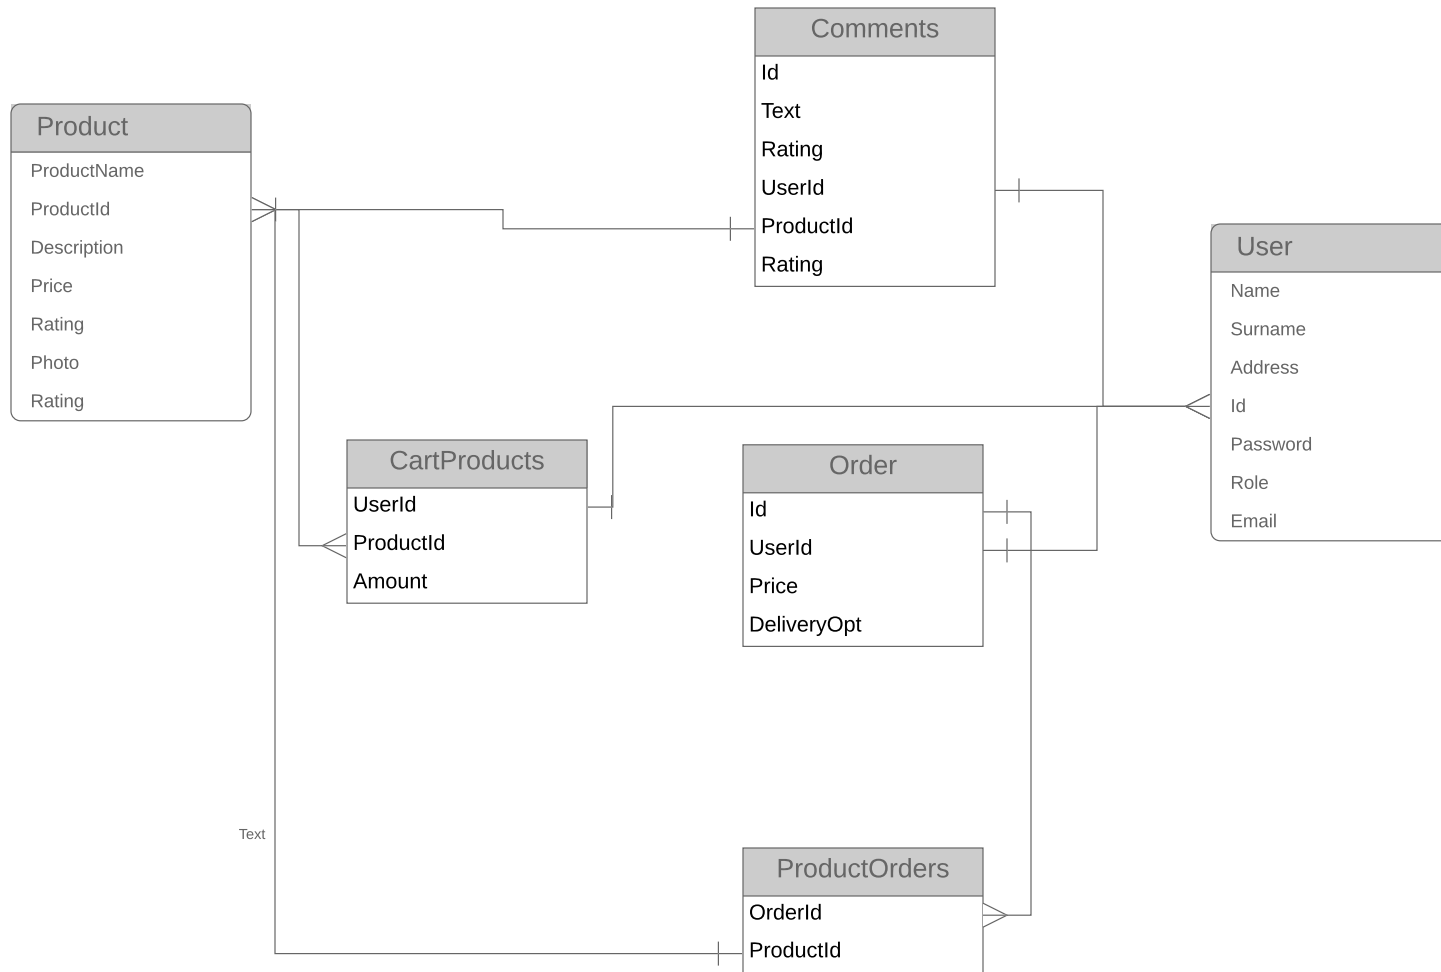 Comments
Id
Text
Rating
UserId
ProductId
Rating
Product
ProductName
ProductId
Description
Price
Rating
Photo
Rating
User
Name
Surname
Address
Id
Password
Role
Email
CartProducts
UserId
ProductId
Amount
Order
Id
UserId
Price
DeliveryOpt
Text
ProductOrders
OrderId
ProductId